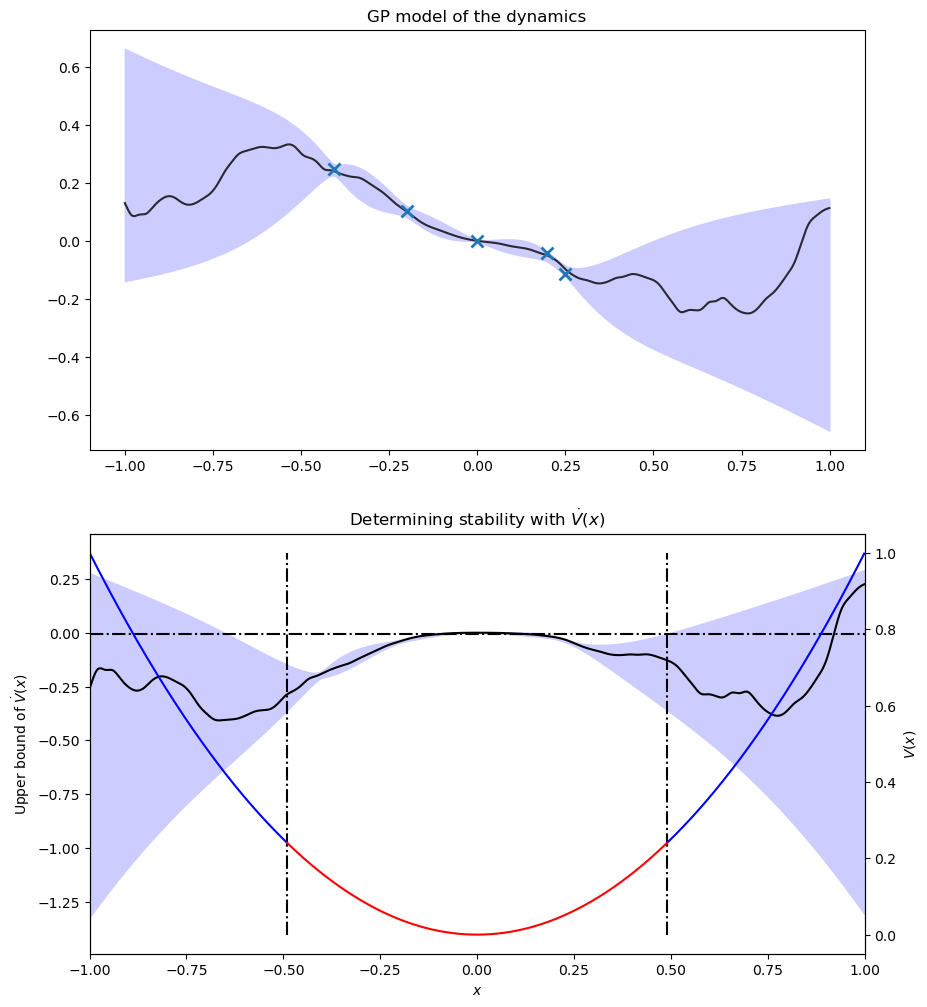 GP model of the dynamics
0.6
0.4
0.2
0.0
−0.2
−0.4
−0.6
−1.00 −0.75 −0.50 −0.25 0.00 0.25 0.50 0.75 1.00
Determining stability with V̇(x)
0.25
0.00
−0.25
−0.50
−0.75
−1.00
−1.25
Upper bound of V̇(x)
1.0
0.8
0.6
0.4
0.2
0.0
V(x)
−1.00 −0.75 −0.50 −0.25 0.00 0.25 0.50 0.75 1.00
x